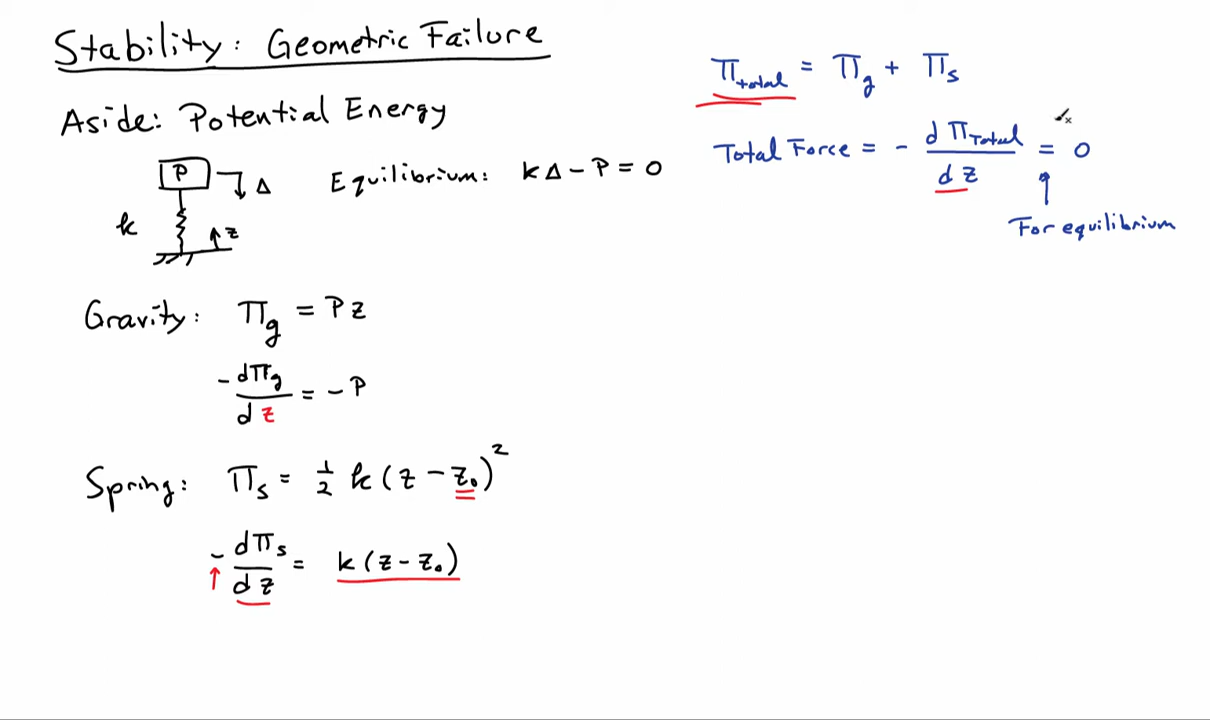 Stability: Geometric Failure
Aside: Potential Energy
P
Δ
k
z
Equilibrium: kΔ - P = 0
Gravity: Πg = Pz
-dΠg/dz = -P
Spring: Πs = 1/2 k(z - z₀)²
-dΠs/dz = k(z - z₀)
Πtotal = Πg + Πs
Total Force = - dΠTotal/dz = 0
For equilibrium